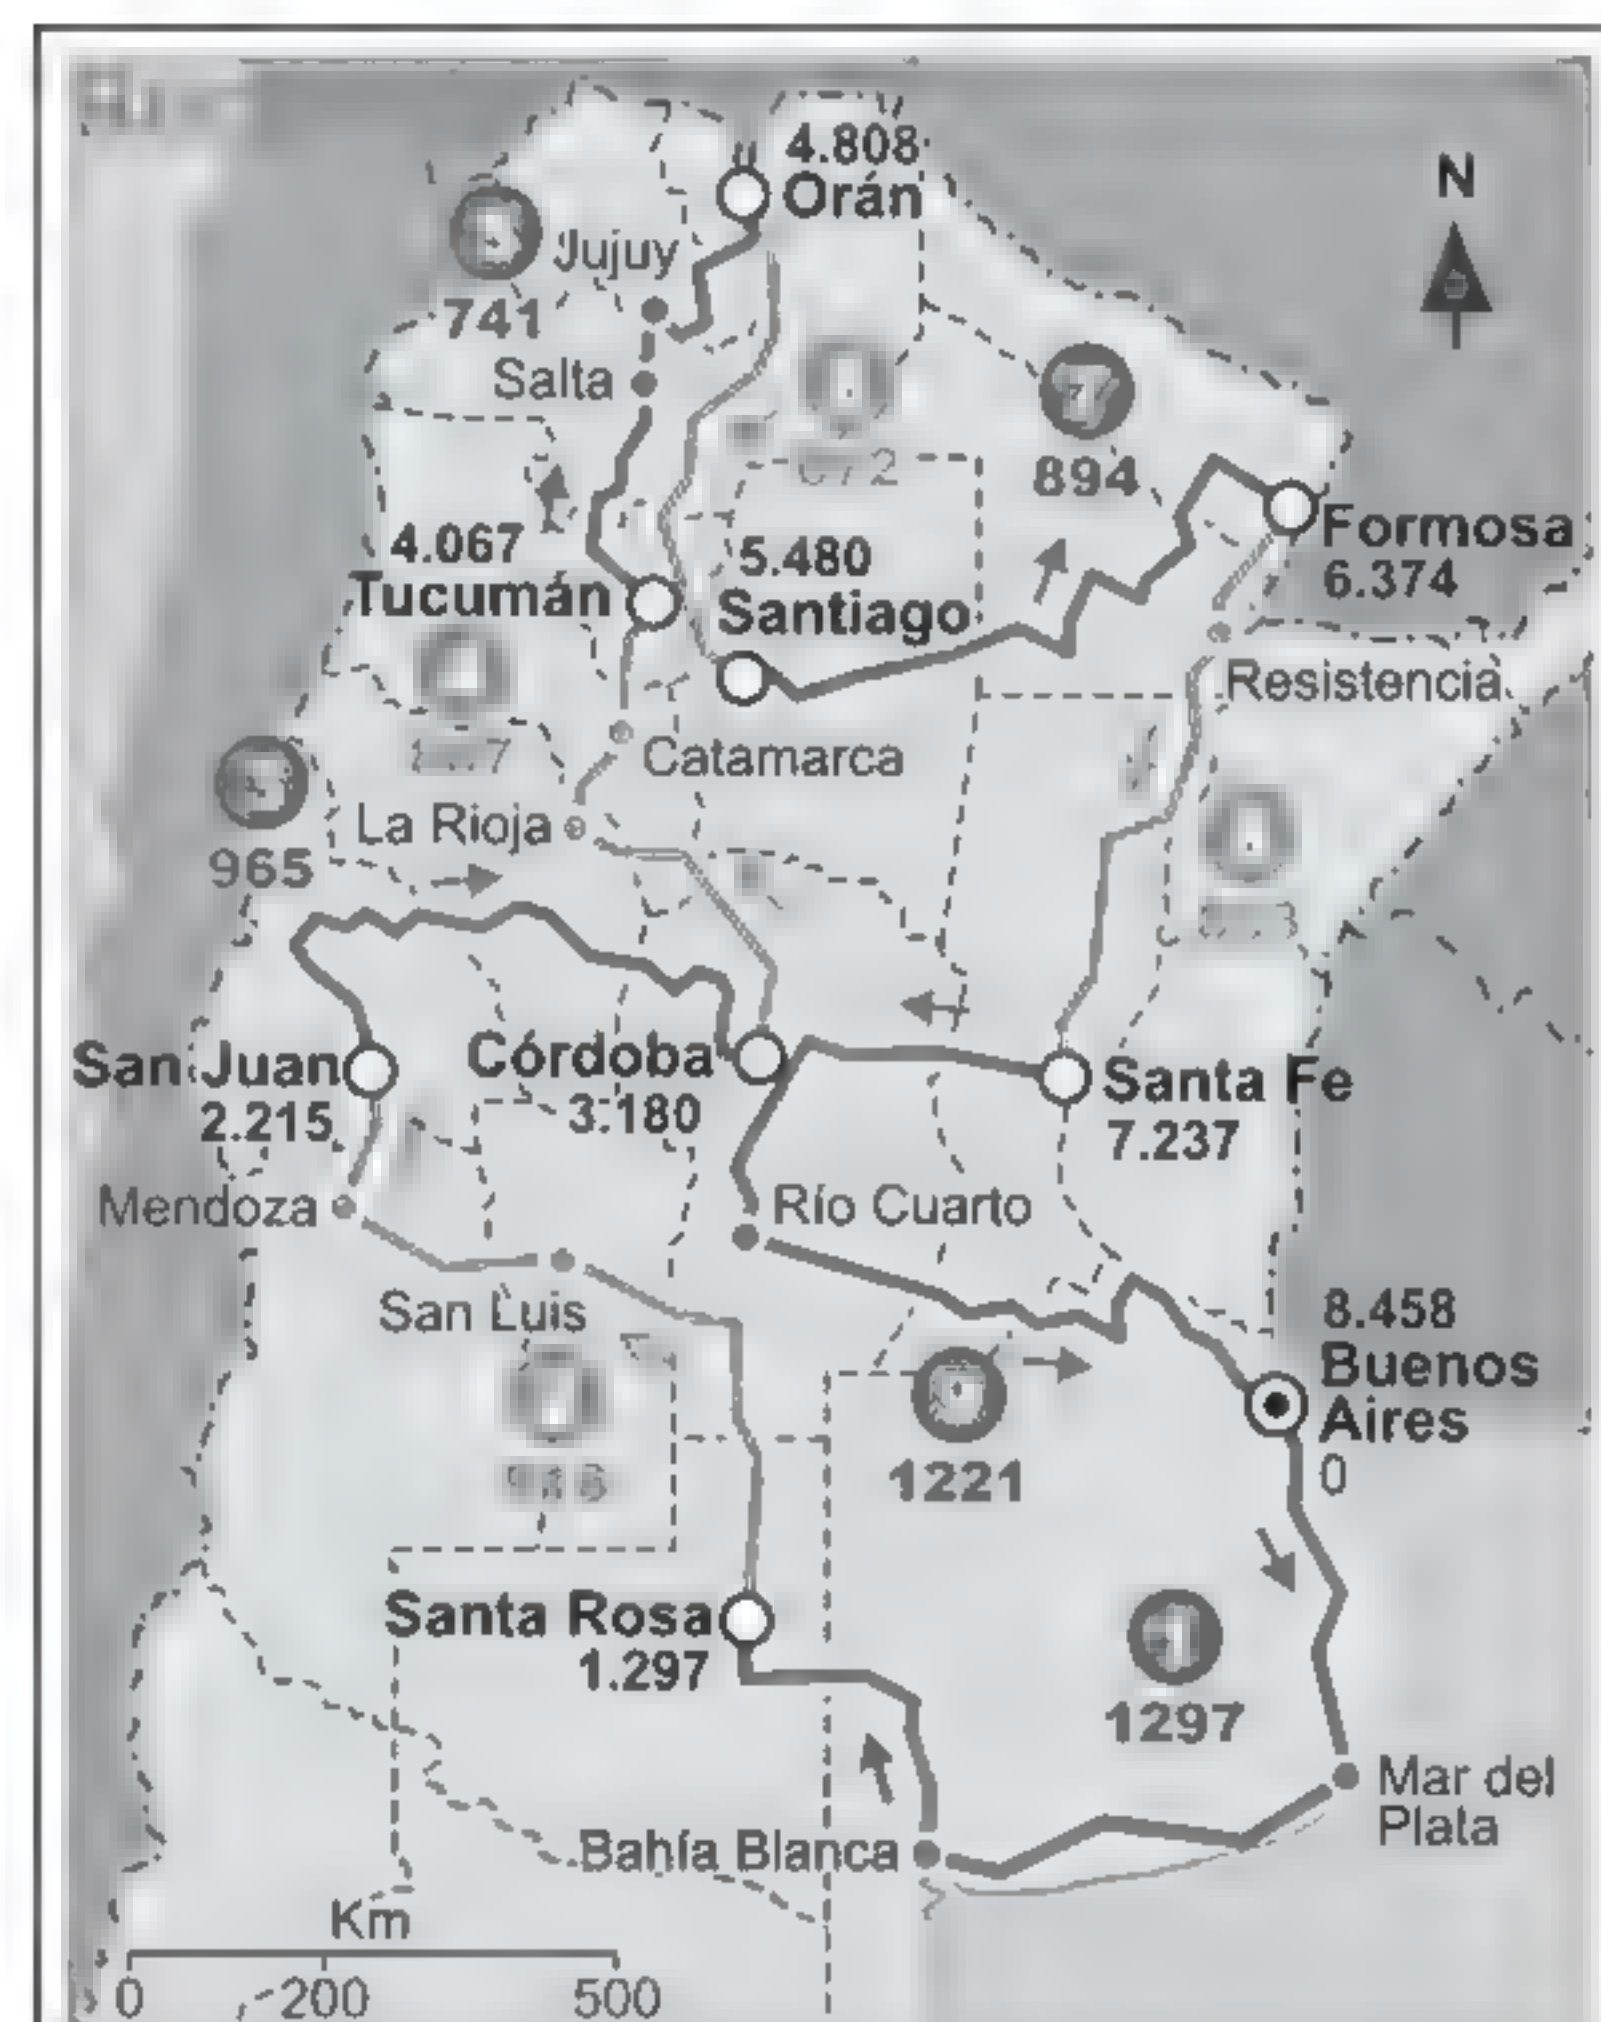 4.808
Orán
N
Jujuy
741
Salta
894
4.067
Tucumán
5.480
Santiago
Formosa
6.374
Resistencia
Catamarca
La Rioja
965
San Juan
2.215
Córdoba
3.180
Santa Fe
7.237
Mendoza
Río Cuarto
San Luis
8.458
Buenos
Aires
0
1221
Santa Rosa
1.297
1297
Mar del
Plata
Bahía Blanca
Km
0 200 500